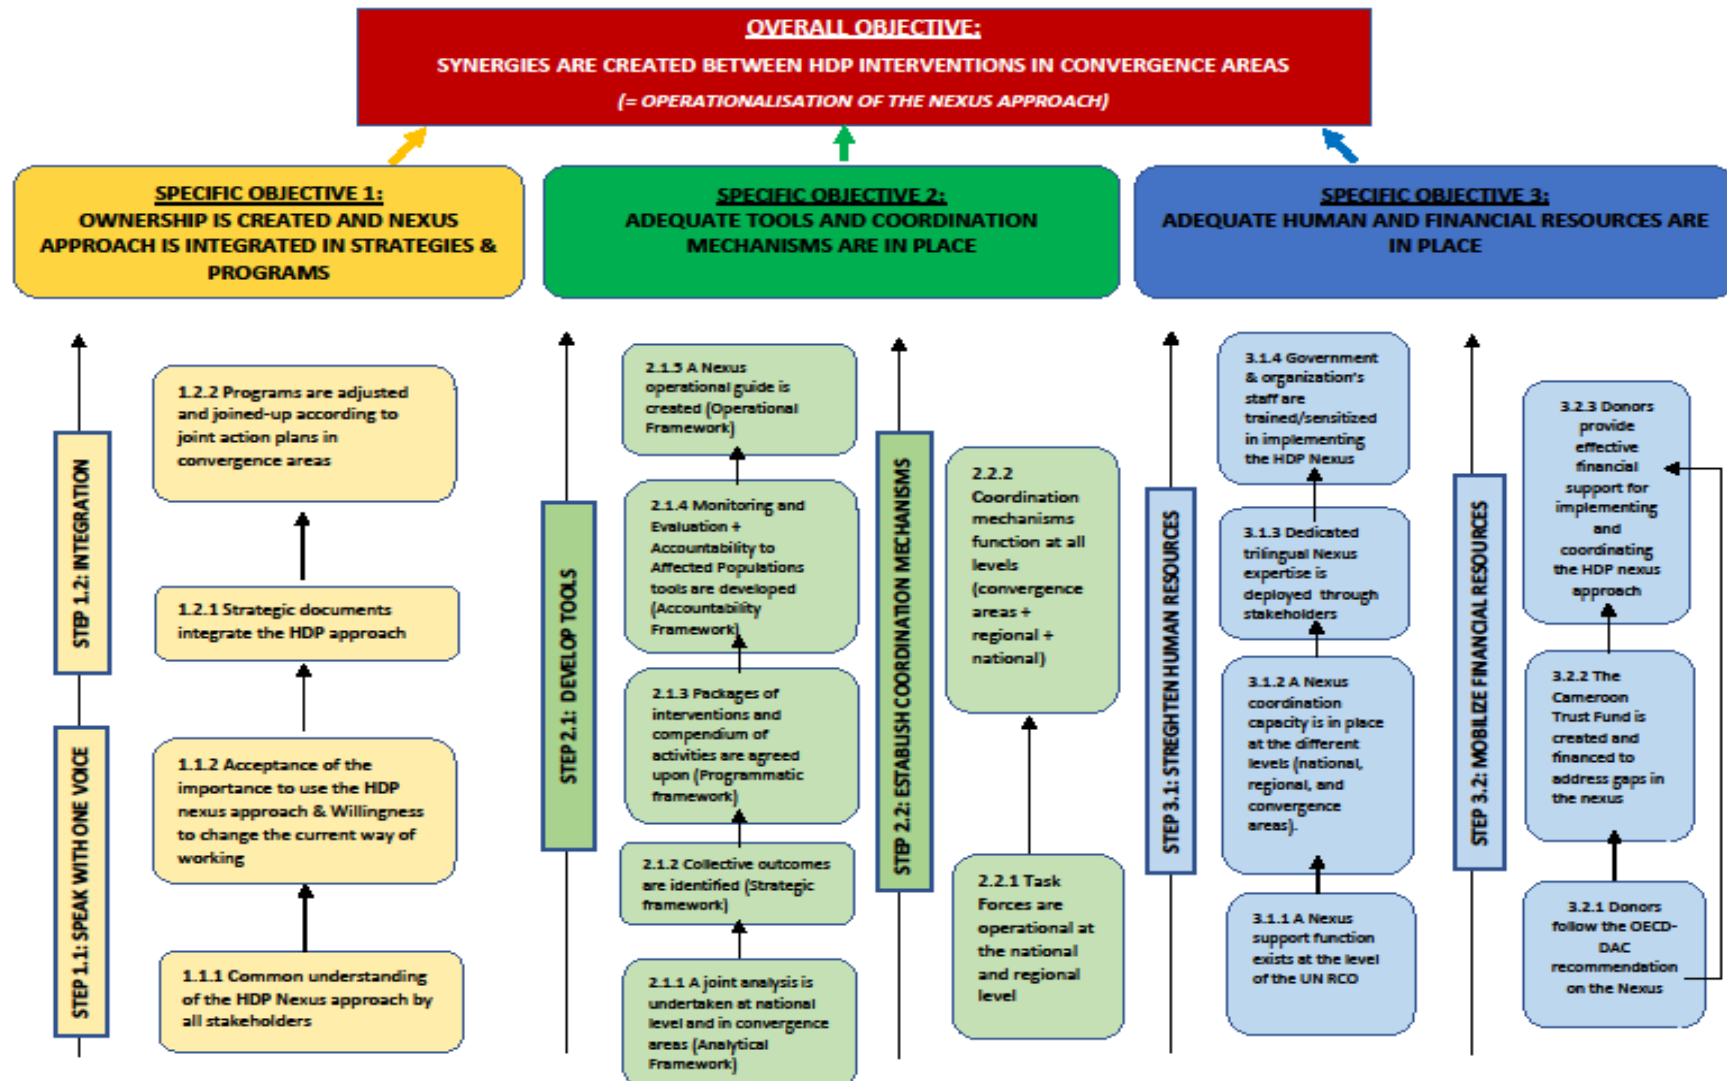 OVERALL OBJECTIVE:
SYNERGIES ARE CREATED BETWEEN HDP INTERVENTIONS IN CONVERGENCE AREAS
(= OPERATIONALISATION OF THE NEXUS APPROACH)
SPECIFIC OBJECTIVE 1:
OWNERSHIP IS CREATED AND NEXUS
APPROACH IS INTEGRATED IN STRATEGIES &
PROGRAMS
SPECIFIC OBJECTIVE 2:
ADEQUATE TOOLS AND COORDINATION
MECHANISMS ARE IN PLACE
SPECIFIC OBJECTIVE 3:
ADEQUATE HUMAN AND FINANCIAL RESOURCES ARE
IN PLACE
STEP 1.2: INTEGRATION
STEP 1.1: SPEAK WITH ONE VOICE
1.2.2 Programs are adjusted
and joined-up according to
joint action plans in
convergence areas
1.2.1 Strategic documents
integrate the HDP approach
1.1.2 Acceptance of the
importance to use the HDP
nexus approach & Willingness
to change the current way of
working
1.1.1 Common understanding
of the HDP Nexus approach by
all stakeholders
STEP 2.1: DEVELOP TOOLS
2.1.5 A Nexus
operational guide is
created (Operational
Framework)
2.1.4 Monitoring and
Evaluation +
Accountability to
Affected Populations
tools are developed
(Accountability
Framework)
2.1.3 Packages of
interventions and
compendium of
activities are agreed
upon (Programmatic
framework)
2.1.2 Collective outcomes
are identified (Strategic
framework)
2.1.1 A joint analysis is
undertaken at national
level and in convergence
areas (Analytical
Framework)
STEP 2.2: ESTABLISH COORDINATION MECHANISMS
2.2.2
Coordination
mechanisms
function at all
levels
(convergence
areas +
regional +
national)
2.2.1 Task
Forces are
operational at
the national
and regional
level
STEP 3.1: STREGHTEN HUMAN RESOURCES
3.1.4 Government
& organization's
staff are
trained/sensitized
in implementing
the HDP Nexus
3.1.3 Dedicated
trilingual Nexus
expertise is
deployed through
stakeholders
3.1.2 A Nexus
coordination
capacity is in place
at the different
levels (national,
regional, and
convergence
areas).
3.1.1 A Nexus
support function
exists at the level
of the UN RCO
STEP 3.2: MOBILIZE FINANCIAL RESOURCES
3.2.3 Donors
provide
effective
financial
support for
implementing
and
coordinating
the HDP nexus
approach
3.2.2 The
Cameroon
Trust Fund is
created and
financed to
address gaps in
the nexus
3.2.1 Donors
follow the OECD-
DAC
recommendation
on the Nexus